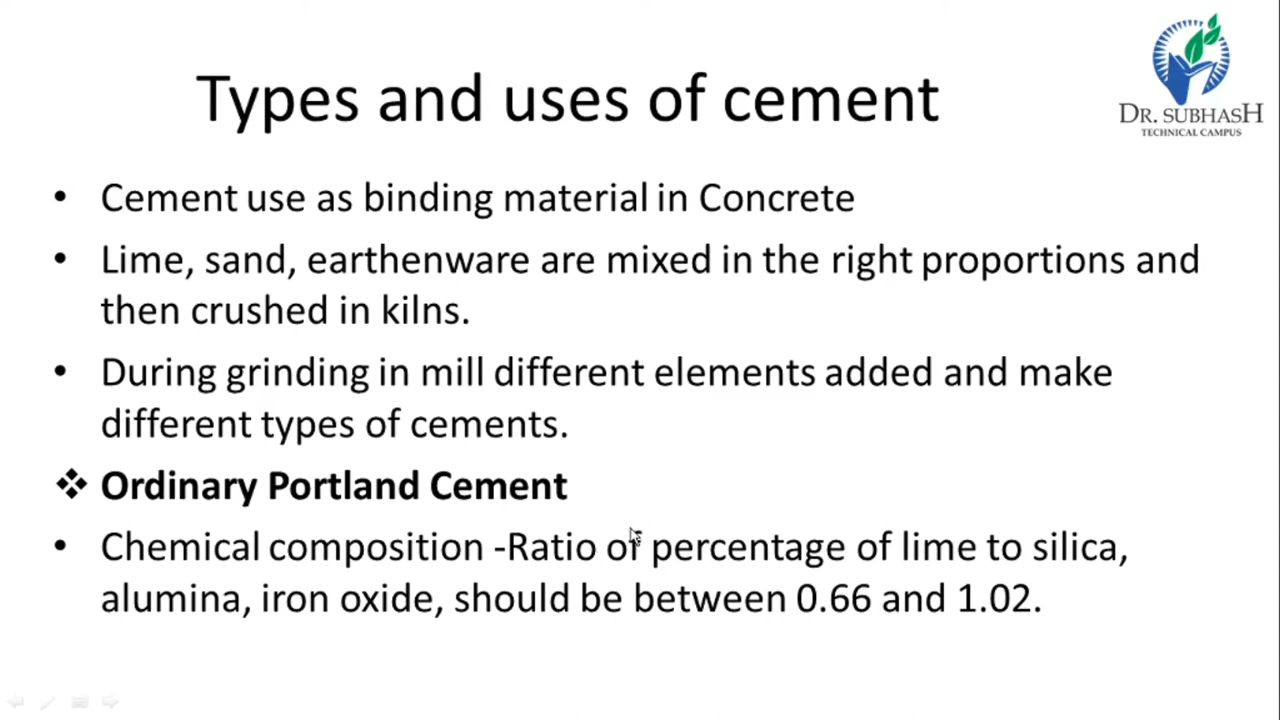 Types and uses of cement
DR. SUBHASH
TECHNICAL CAMPUS
• Cement use as binding material in Concrete
• Lime, sand, earthenware are mixed in the right proportions and
then crushed in kilns.
• During grinding in mill different elements added and make
different types of cements.
❖ Ordinary Portland Cement
• Chemical composition -Ratio of percentage of lime to silica,
alumina, iron oxide, should be between 0.66 and 1.02.